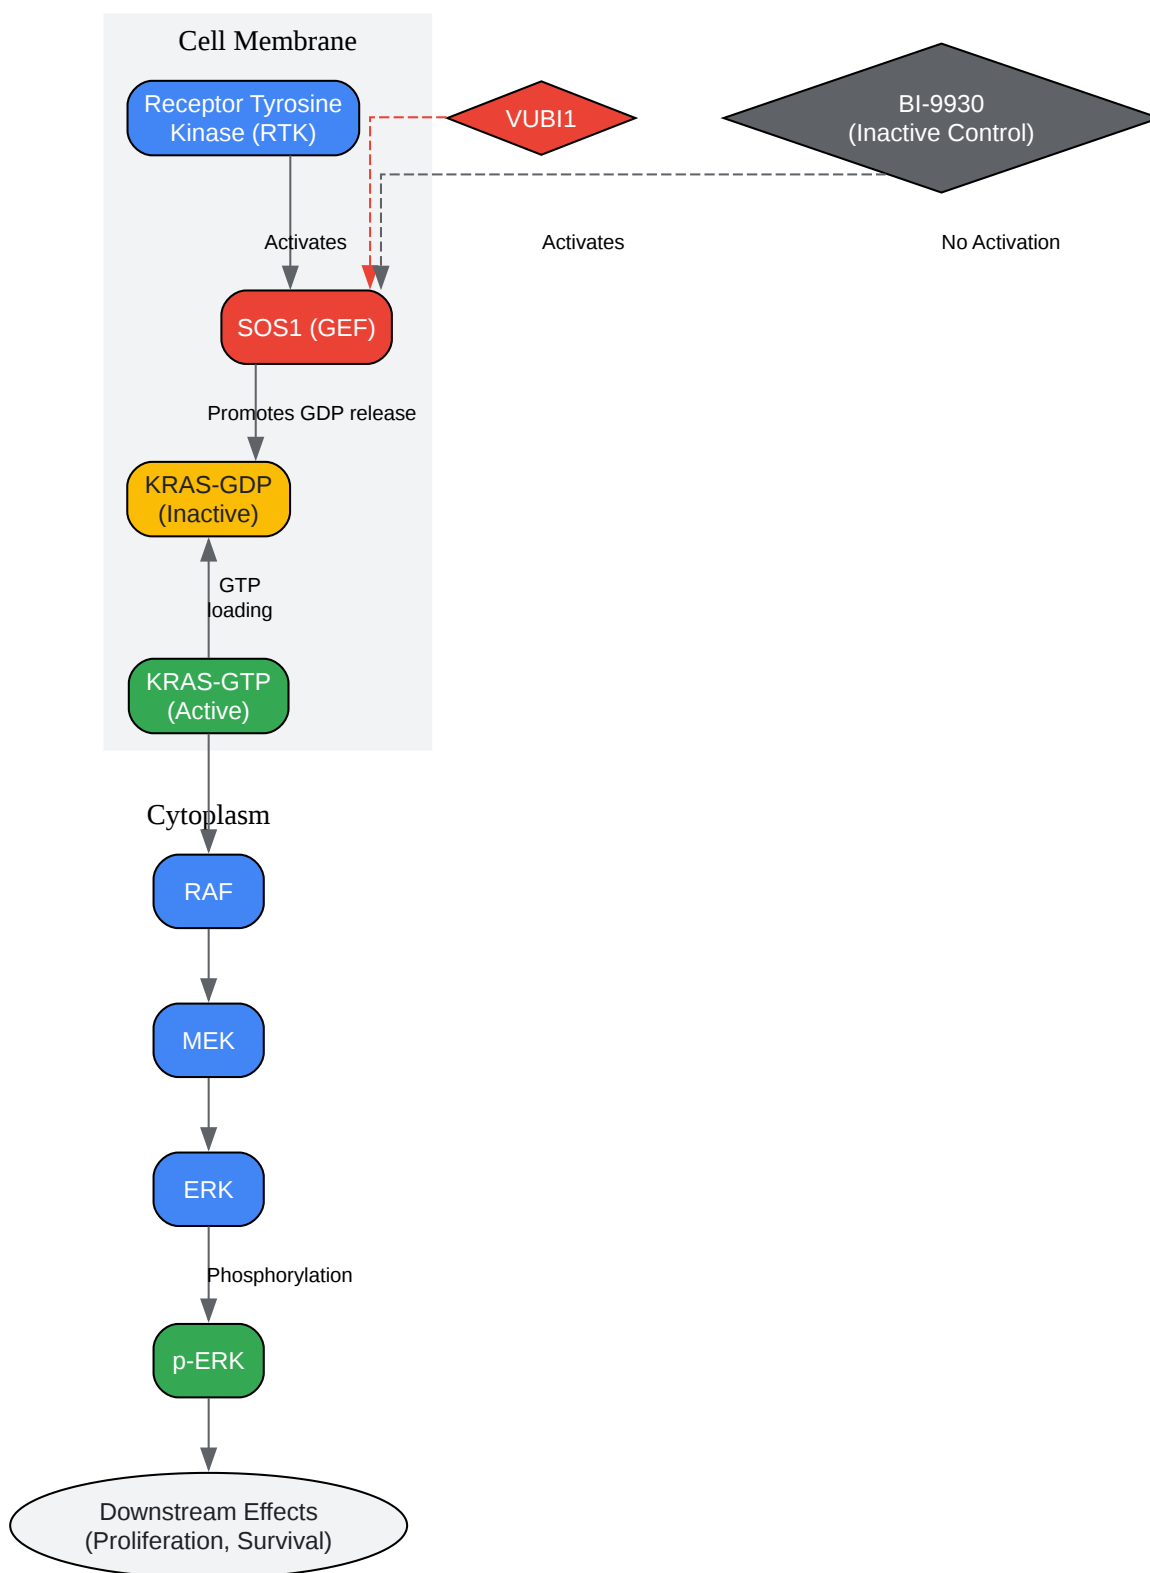 Cell Membrane
Receptor Tyrosine
Kinase (RTK)
VUBI1
BI-9930
(Inactive Control)
Activates
Activates
No Activation
SOS1 (GEF)
Promotes GDP release
KRAS-GDP
(Inactive)
GTP
loading
KRAS-GTP
(Active)
Cytoplasm
RAF
MEK
ERK
Phosphorylation
p-ERK
Downstream Effects
(Proliferation, Survival)